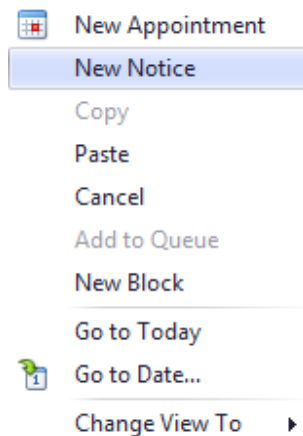 New Appointment
New Notice
Copy
Paste
Cancel
Add to Queue
New Block
Go to Today
Go to Date...
Change View To